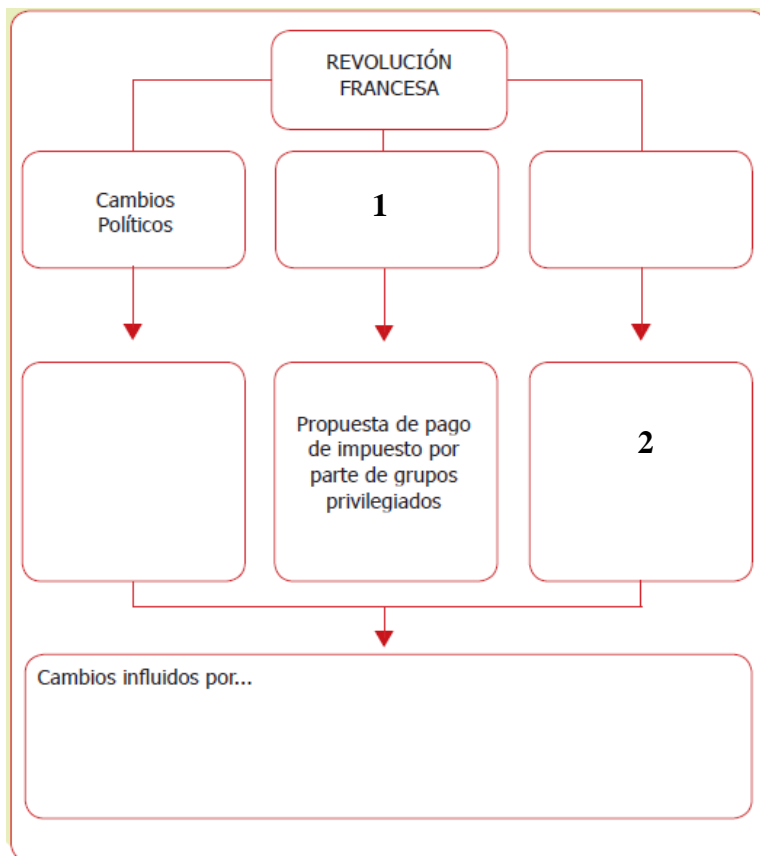 REVOLUCIÓN
FRANCESA
Cambios
Políticos
1
Propuesta de pago
de impuesto por
parte de grupos
privilegiados
2
Cambios influidos por...